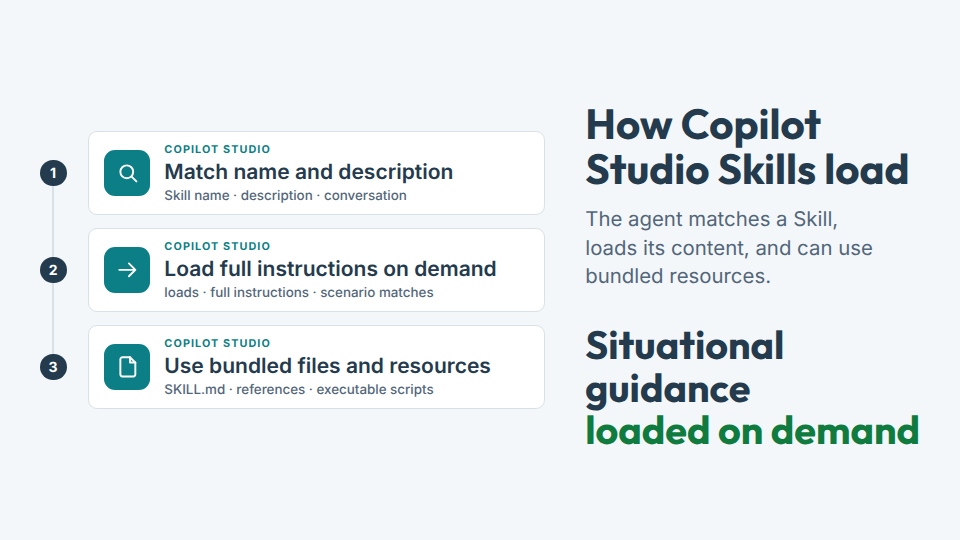 1
COPILOT STUDIO
Match name and description
Skill name · description · conversation
2
COPILOT STUDIO
Load full instructions on demand
loads · full instructions · scenario matches
3
COPILOT STUDIO
Use bundled files and resources
SKILL.md · references · executable scripts
How Copilot
Studio Skills load
The agent matches a Skill,
loads its content, and can use
bundled resources.
Situational
guidance
loaded on demand